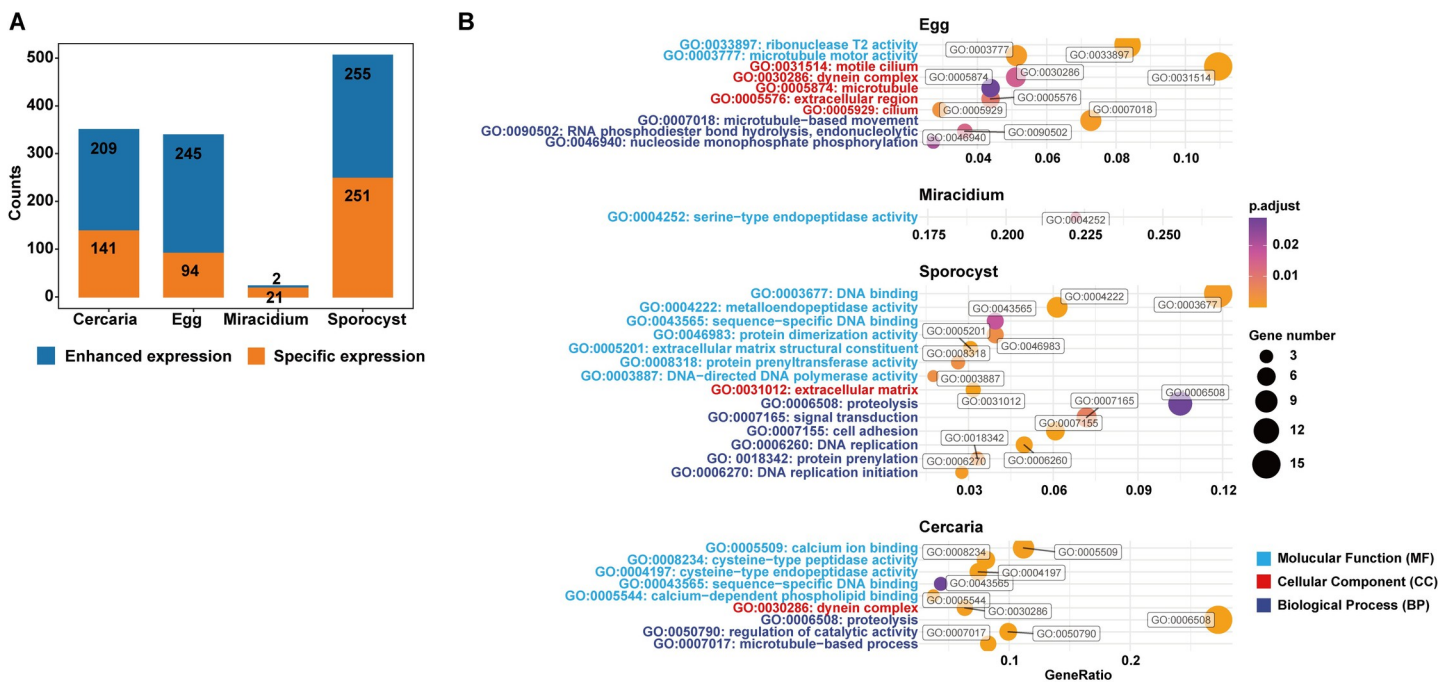 A
Counts
500
400
300
200
100
0
209
141
245
94
2
21
255
251
Cercaria
Egg
Miracidium
Sporocyst
Enhanced expression
Specific expression
B
Egg
GO:0033897: ribonuclease T2 activity
GO:0003777: microtubule motor activity
GO:0031514: motile cilium
GO:0030286: dynein complex
GO:0005874: microtubule
GO:0005576: extracellular region
GO:0005929: cilium
GO:0007018: microtubule-based movement
GO:0090502: RNA phosphodiester bond hydrolysis, endonucleolytic
GO:0046940: nucleoside monophosphate phosphorylation
GO:0003777
GO:0033897
GO:0005874
GO:0030286
GO:0031514
GO:0005576
GO:0005929
GO:0007018
GO:0090502
GO:0046940
0.04
0.06
0.08
0.10
Miracidium
GO:0004252: serine-type endopeptidase activity
GO:0004252
0.175
0.200
0.225
0.250
Sporocyst
GO:0003677: DNA binding
GO:0004222: metalloendopeptidase activity
GO:0043565: sequence-specific DNA binding
GO:0046983: protein dimerization activity
GO:0005201: extracellular matrix structural constituent
GO:0008318: protein prenyltransferase activity
GO:0003887: DNA-directed DNA polymerase activity
GO:0031012: extracellular matrix
GO:0006508: proteolysis
GO:0007165: signal transduction
GO:0007155: cell adhesion
GO:0006260: DNA replication
GO: 0018342: protein prenylation
GO:0006270: DNA replication initiation
GO:0004222
GO:0003677
GO:0043565
GO:0005201
GO:0046983
GO:0008318
GO:0003887
GO:0031012
GO:0006508
GO:0007165
GO:0007155
GO:0018342
GO:0006270
GO:0006260
0.03
0.06
0.09
0.12
Cercaria
GO:0005509: calcium ion binding
GO:0008234: cysteine-type peptidase activity
GO:0004197: cysteine-type endopeptidase activity
GO:00043565: sequence-specific DNA binding
GO:0005544: calcium-dependent phospholipid binding
GO:0030286: dynein complex
GO:0006508: proteolysis
GO:0050790: regulation of catalytic activity
GO:0007017: microtubule-based process
GO:0008234
GO:0005509
GO:0004197
GO:0043565
GO:0005544
GO:0030286
GO:0006508
GO:0007017
GO:0050790
0.1
0.2
GeneRatio
p.adjust
0.02
0.01
Gene number
3
6
9
12
15
Molucular Function (MF)
Cellular Component (CC)
Biological Process (BP)